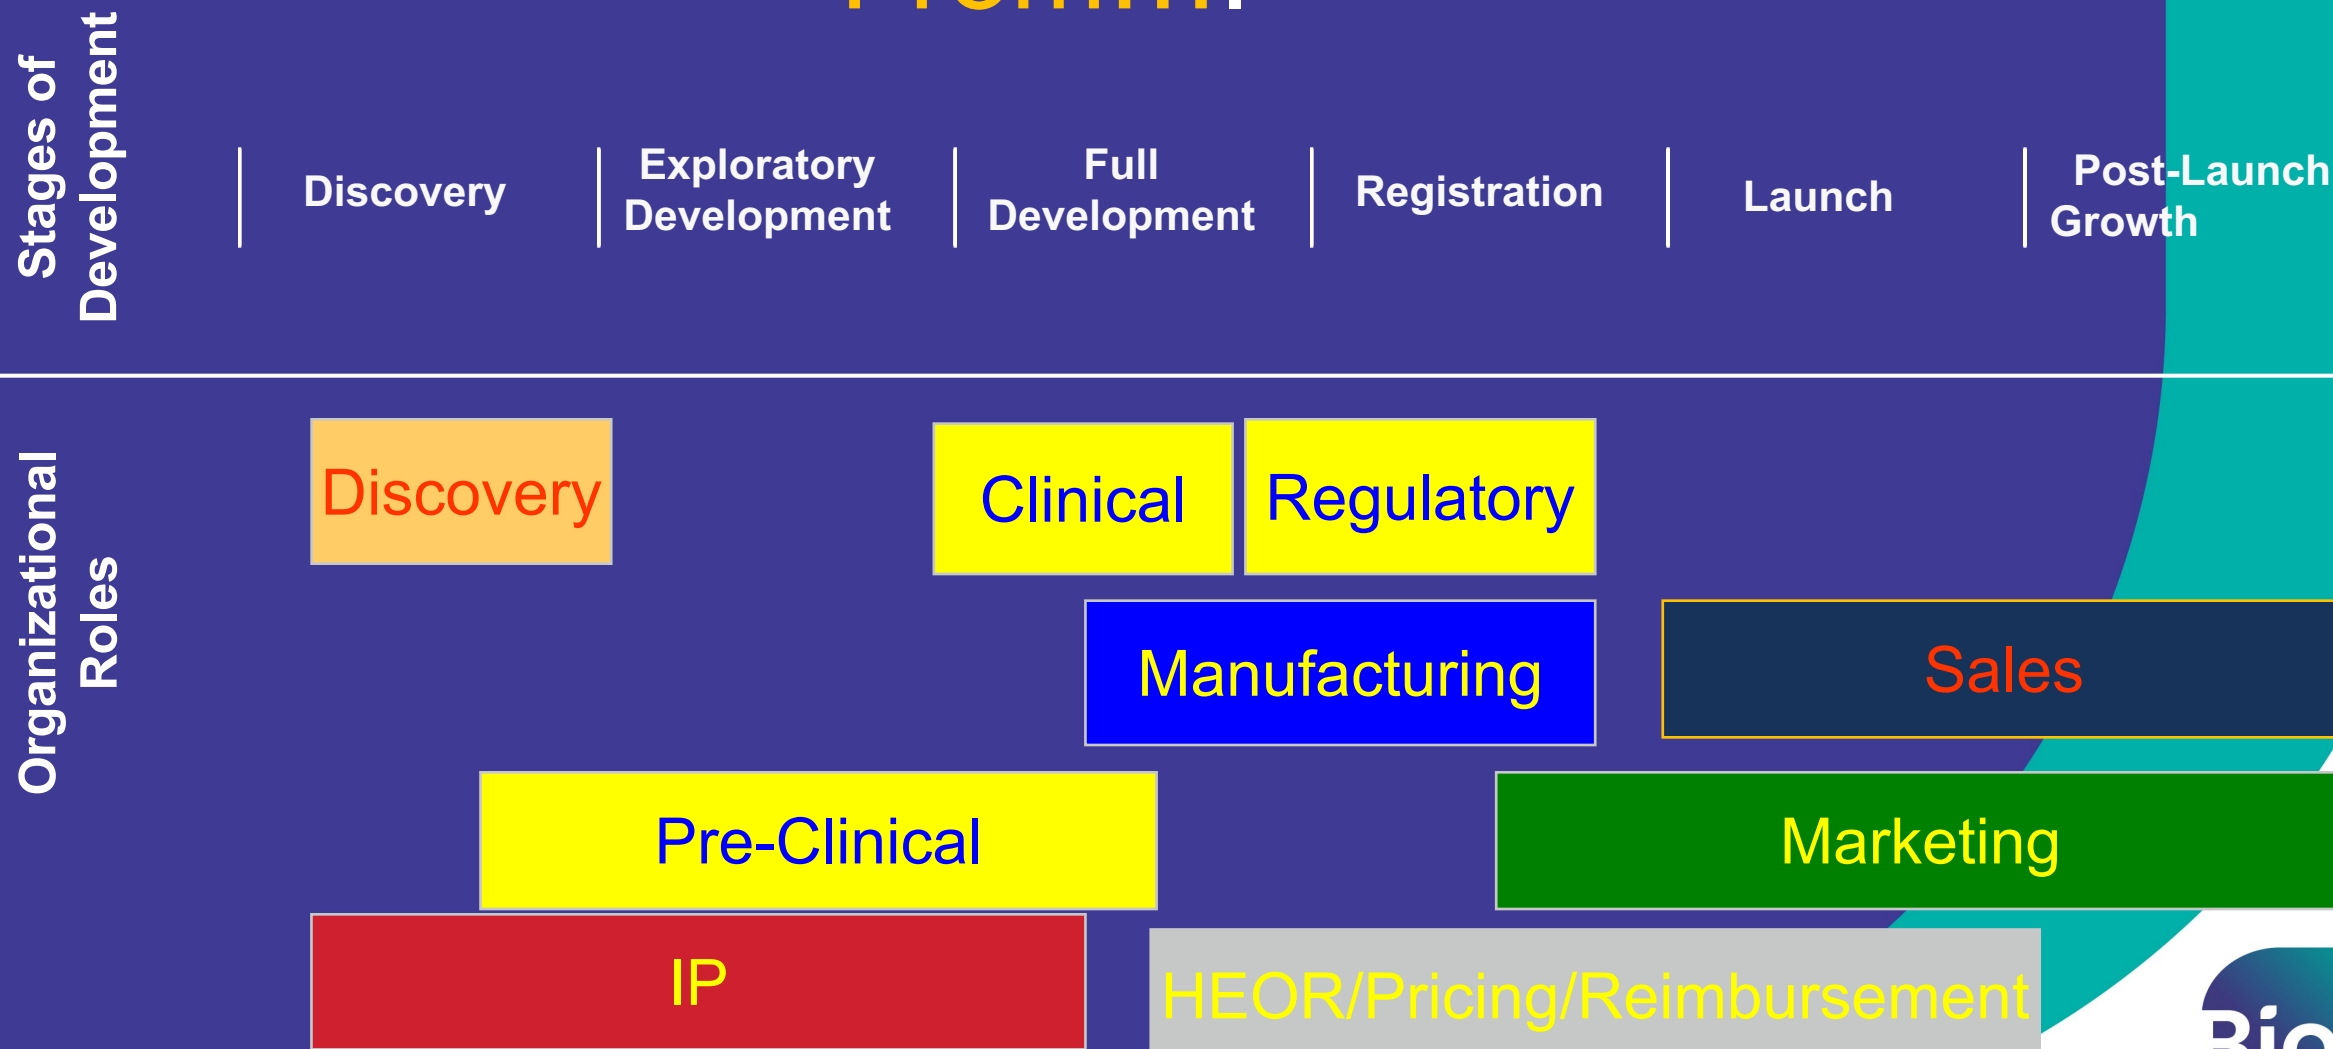 Stages of
Development
Discovery
Exploratory
Development
Full
Development
Registration
Launch
Post-Launch
Growth
Organizational
Roles
Discovery
Clinical
Regulatory
Manufacturing
Sales
Pre-Clinical
Marketing
IP
HEOR/Pricing/Reimbursement
Bio